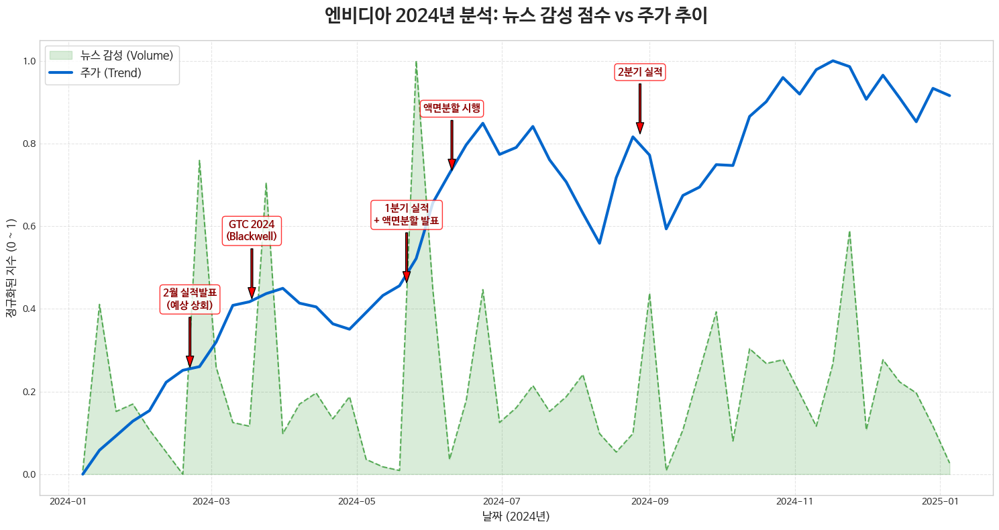 엔비디아 2024년 분석: 뉴스 감성 점수 vs 주가 추이
뉴스 감성 (Volume)
주가 (Trend)
2분기 실적
액면분할 시행
1분기 실적
+ 액면분할 발표
GTC 2024
(Blackwell)
2월 실적발표
(예상 상회)
정규화된 지수 (0 ~ 1)
1.0
0.8
0.6
0.4
0.2
0.0
2024-01
2024-03
2024-05
2024-07
2024-09
2024-11
2025-01
날짜 (2024년)